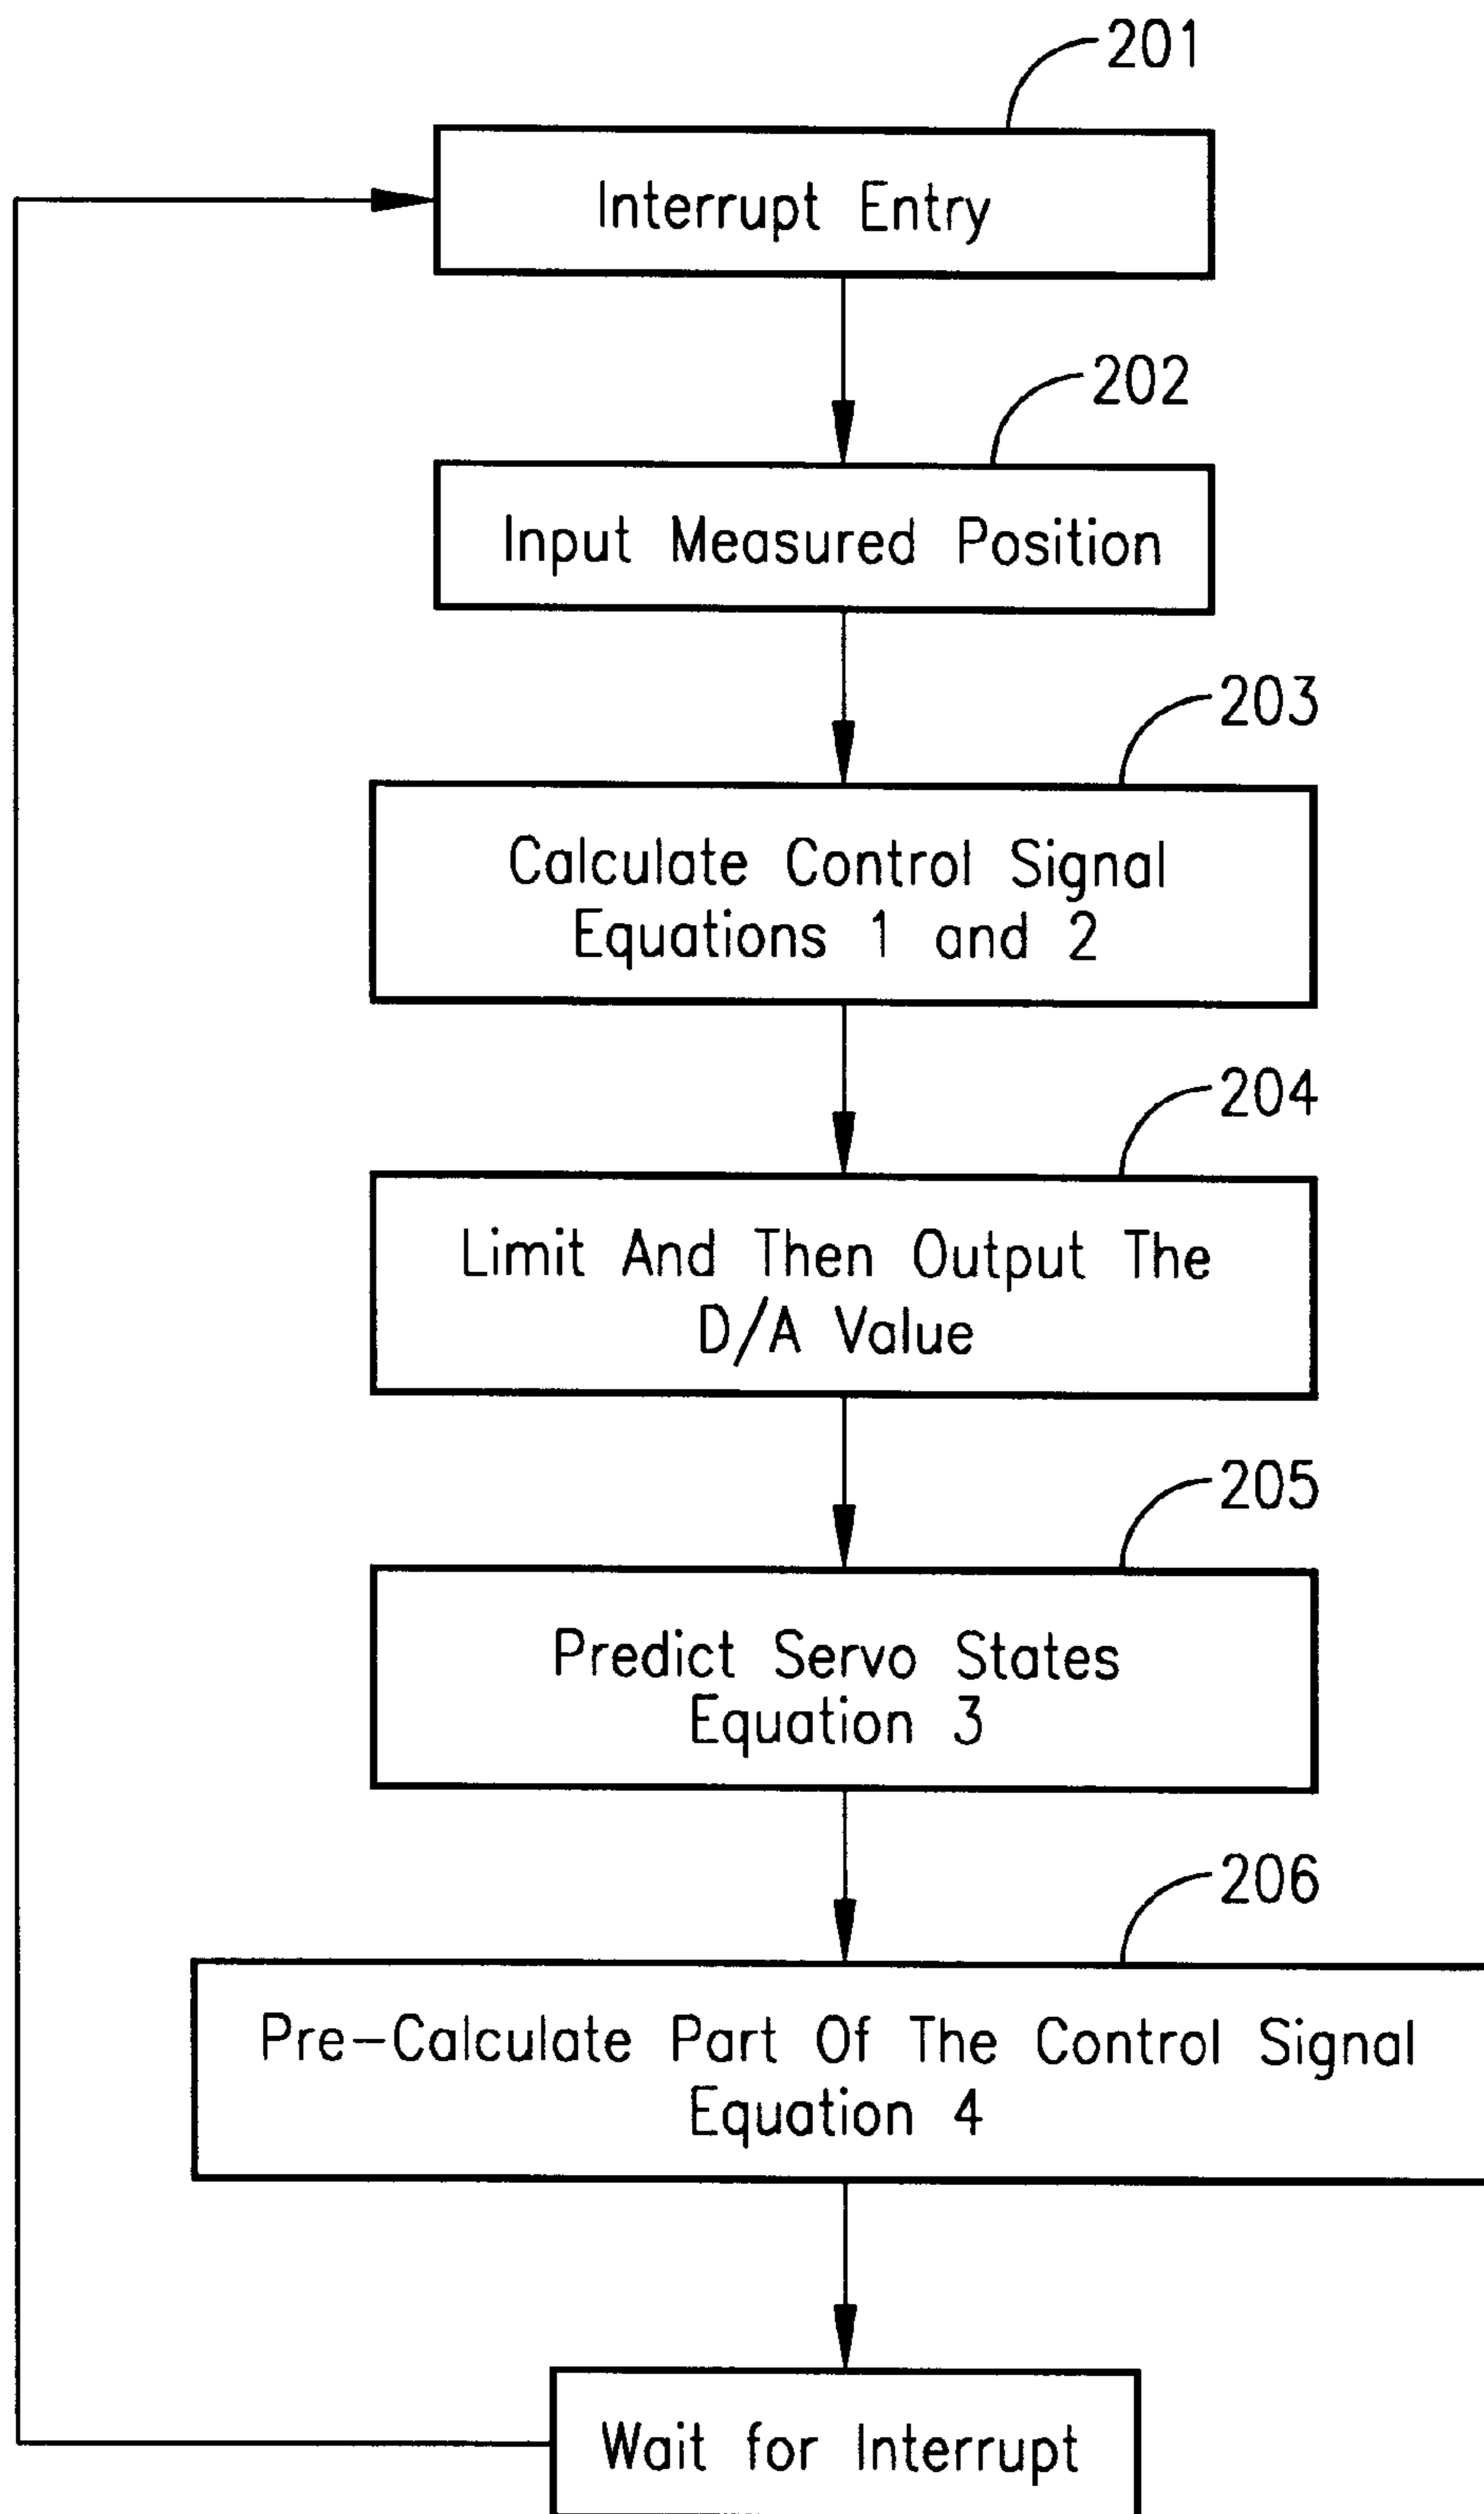 201
Interrupt Entry
202
Input Measured Position
203
Calculate Control Signal
Equations 1 and 2
204
Limit And Then Output The
D/A Value
205
Predict Servo States
Equation 3
206
Pre-Calculate Part Of The Control Signal
Equation 4
Wait for Interrupt